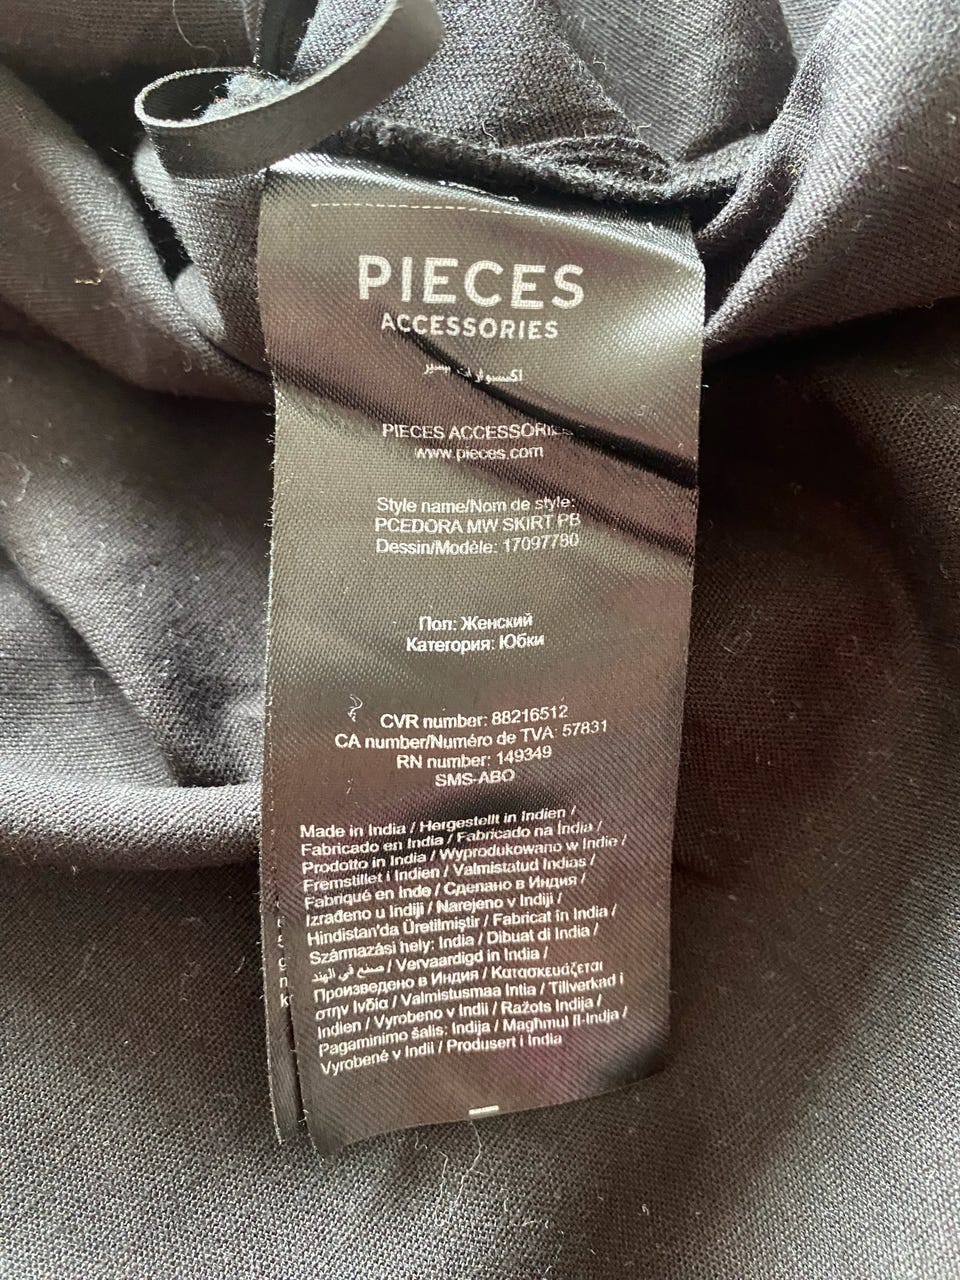 PIECES
ACCESSORIES
اكسسوارات بيسيز
PIECES ACCESSORIES
www.pieces.com
Style name/Nom de style:
PCEDORA MW SKIRT PB
Dessin/Modèle: 17097780
Пол: Женский
Категория: Юбки
CVR number: 88216512
CA number/Numéro de TVA: 57831
RN number: 149349
SMS-ABO
Made in India / Hergestellt in Indien /
Fabricado en India / Fabricado na Índia /
Prodotto in India / Wyprodukowano w Indie /
Fremstillet i Indien / Valmistatud Indias /
Fabriqué en Inde / Сделано в Индия /
Izrađeno u Indiji / Narejeno v Indiji /
Hindistan'da Üretilmiştir / Fabricat în India /
Származási hely: India / Dibuat di India /
صنع في الهند / Vervaardigd in India /
Произведено в Индия / Κατασκευάζεται
στην Ινδία / Valmistusmaa Intia / Tillverkad i
Indien / Vyrobeno v Indii / Ražots Indija /
Pagaminimo šalis: Indija / Magħmul Il-Indja /
Vyrobené v Indii / Produsert i India